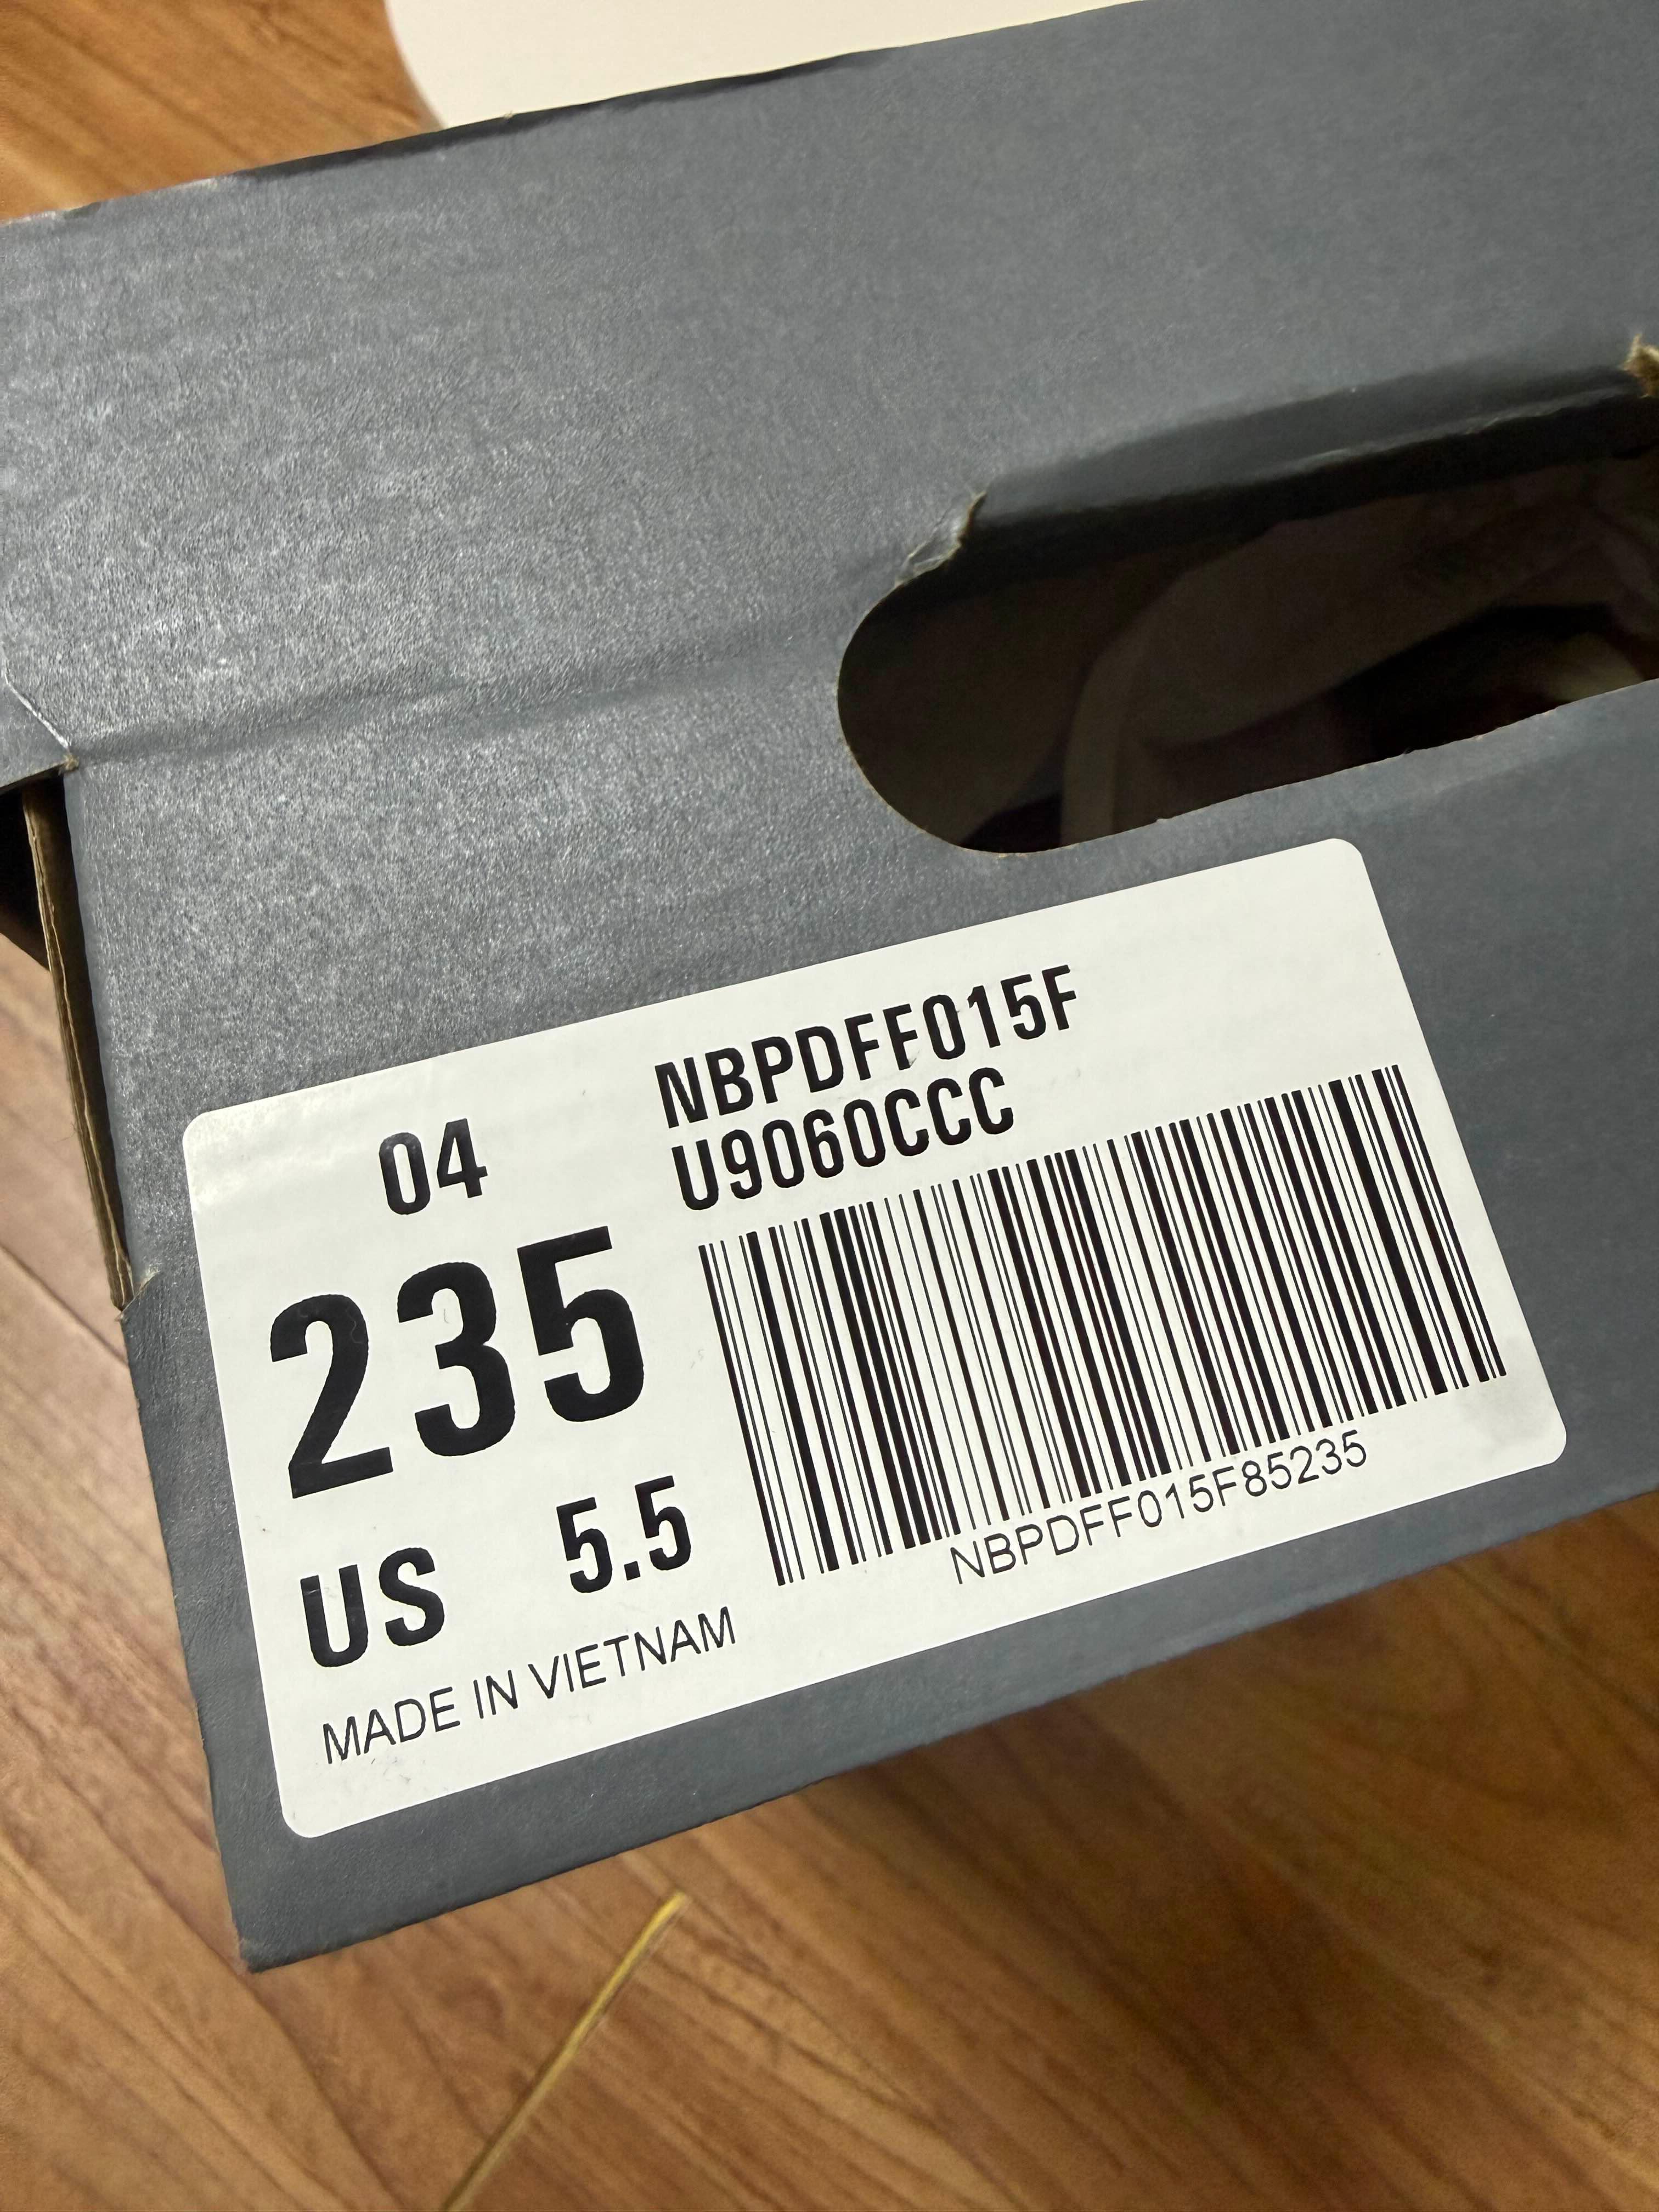 04
NBPDFF015F
U9060CCC
235
US 5.5
NBPDFF015F85235
MADE IN VIETNAM